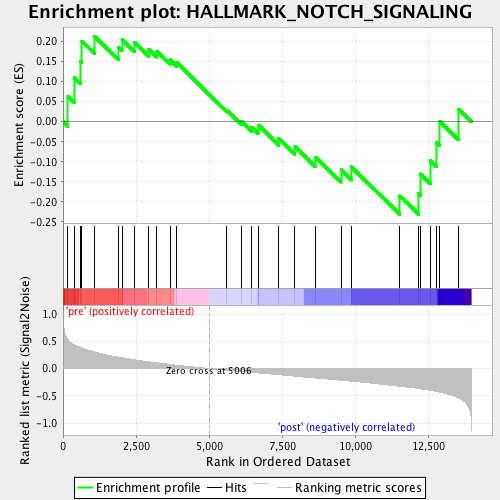 Enrichment plot: HALLMARK_NOTCH_SIGNALING
Enrichment score (ES)
0.20
0.15
0.10
0.05
0.00
-0.05
-0.10
-0.15
-0.20
-0.25
'pre' (positively correlated)
Ranked list metric (Signal2Noise)
1.0
0.5
0.0
-0.5
-1.0
Zero cross at 5006
'post' (negatively correlated)
0
2,500
5,000
7,500
10,000
12,500
Rank in Ordered Dataset
Enrichment profile
Hits
Ranking metric scores